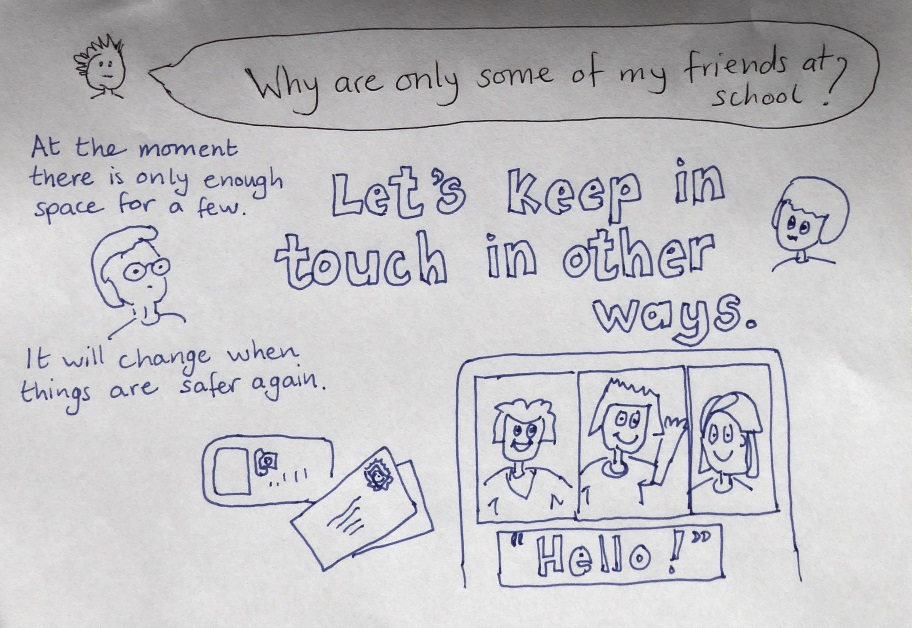 Why are only some of my friends at
school?
At the moment
there is only enough
space for a few.
Let's keep in
touch in other
ways.
It will change when
things are safer again.
"Hello!"